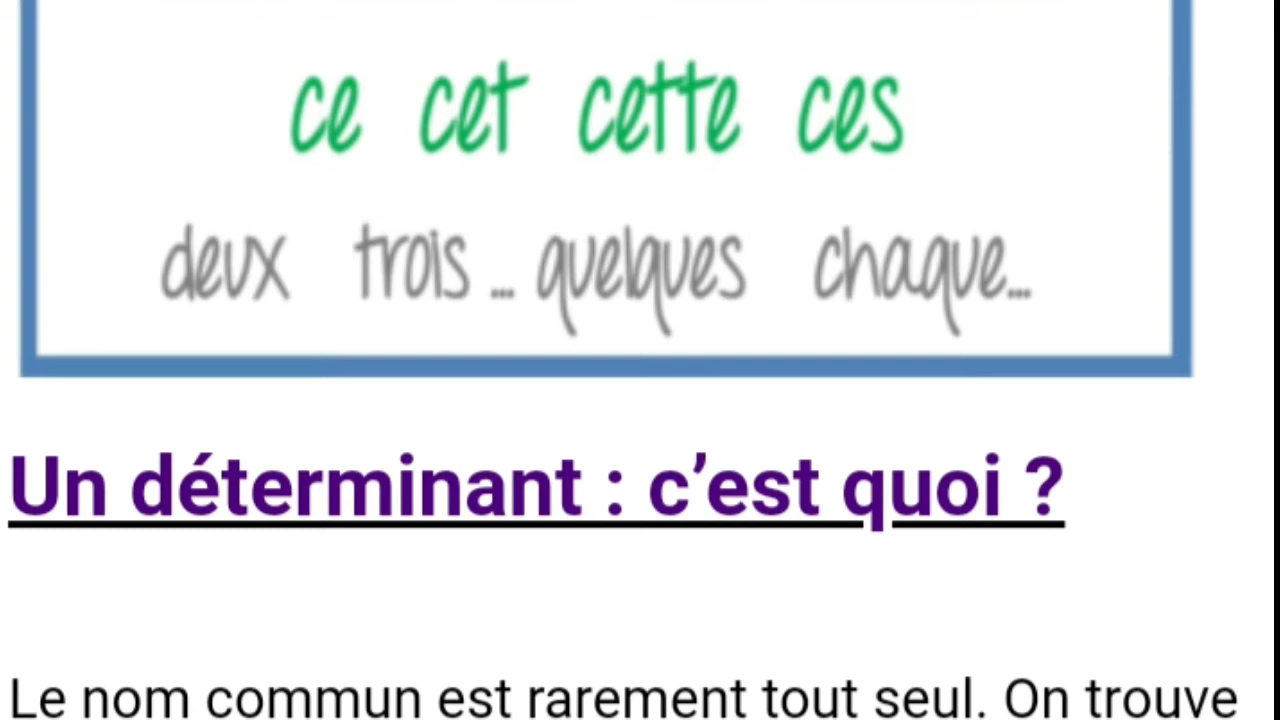 ce cet cette ces
deux trois ... quelques chaque...
Un déterminant : c’est quoi ?
Le nom commun est rarement tout seul. On trouve